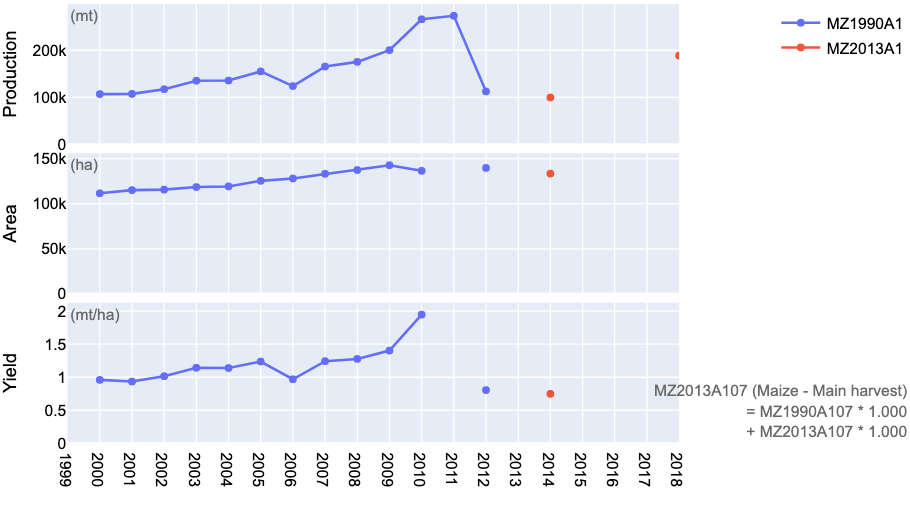 (mt)
Production
200k
100k
0
MZ1990A1
MZ2013A1
150k
(ha)
Area
100k
50k
0
2
(mt/ha)
Yield
1.5
1
0.5
0
MZ2013A107 (Maize - Main harvest)
= MZ1990A107 * 1.000
+ MZ2013A107 * 1.000
1999
2000
2001
2002
2003
2004
2005
2006
2007
2008
2009
2010
2011
2012
2013
2014
2015
2016
2017
2018